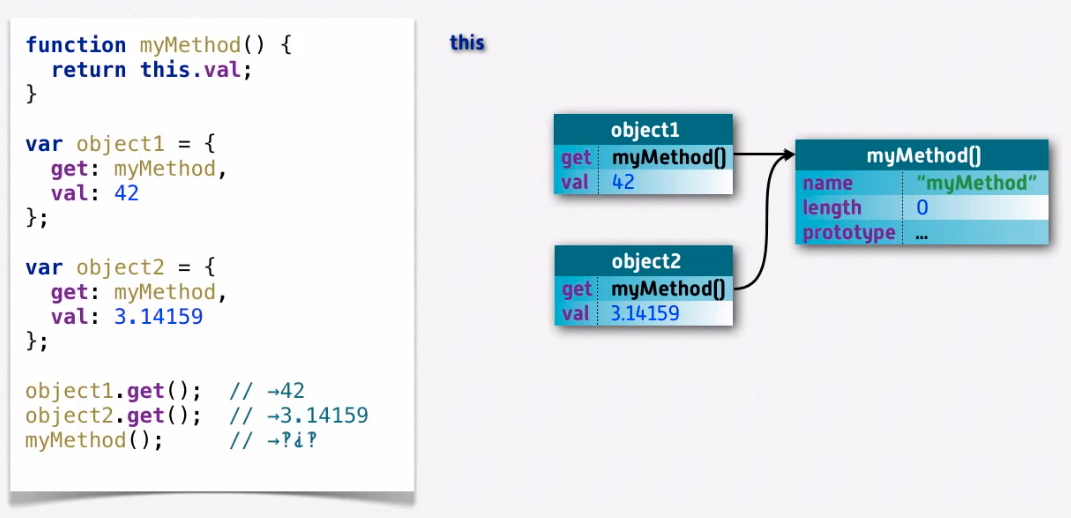 function myMethod() {
  return this.val;
}
var object1 = {
  get: myMethod,
  val: 42
};
var object2 = {
  get: myMethod,
  val: 3.14159
};
object1.get();  // →42
object2.get();  // →3.14159
myMethod();     // →‽¿‽
this
object1
get myMethod()
val 42
object2
get myMethod()
val 3.14159
myMethod()
name “myMethod”
length 0
prototype ...